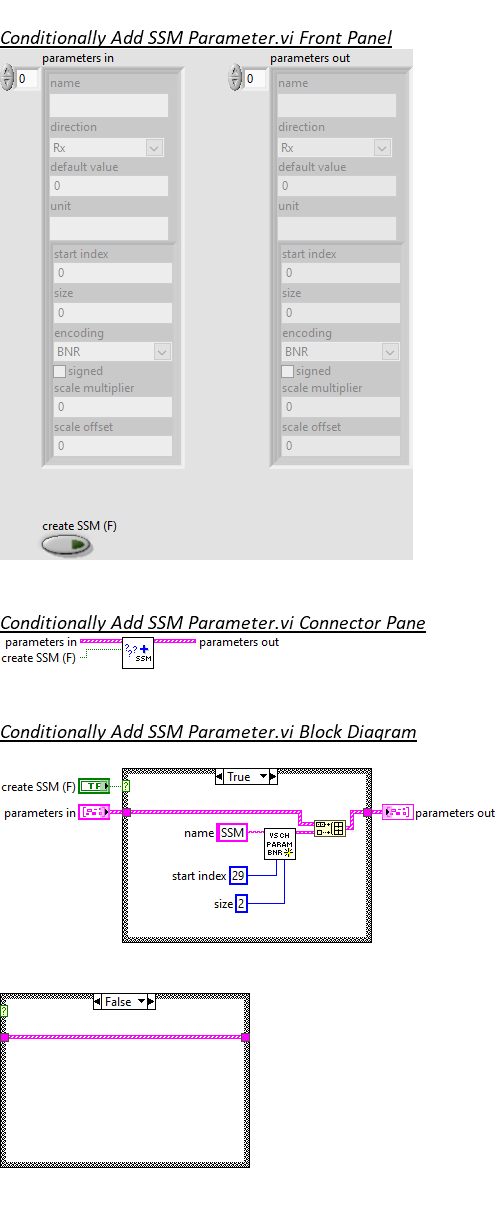 Conditionally Add SSM Parameter.vi Front Panel
parameters in
parameters out
0
0
name
name
direction
direction
Rx
Rx
default value
default value
0
0
unit
unit
start index
start index
0
0
size
size
0
0
encoding
encoding
BNR
BNR
signed
signed
scale multiplier
scale multiplier
0
0
scale offset
scale offset
0
0
create SSM (F)
Conditionally Add SSM Parameter.vi Connector Pane
parameters in
parameters out
create SSM (F)
?? ?? +
SSM
Conditionally Add SSM Parameter.vi Block Diagram
True
create SSM (F) TF ?
parameters in
parameters out
name SSM
VSCH
PARAM
BNR
start index 29
size 2
False
?